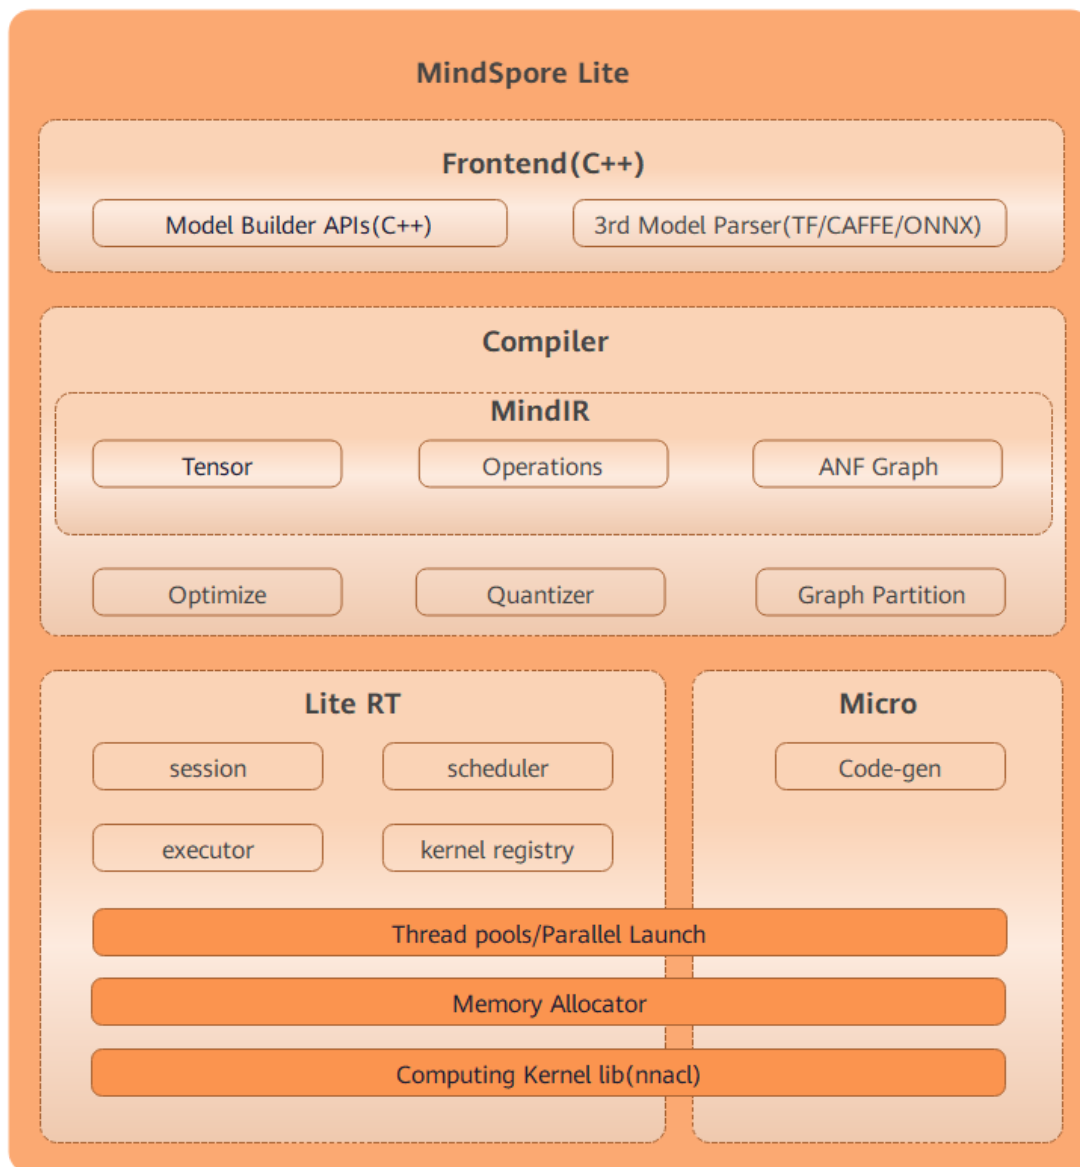 MindSpore Lite
Frontend(C++)
Model Builder APIs(C++)
3rd Model Parser(TF/CAFFE/ONNX)
Compiler
MindIR
Tensor
Operations
ANF Graph
Optimize
Quantizer
Graph Partition
Lite RT
session
scheduler
executor
kernel registry
Micro
Code-gen
Thread pools/Parallel Launch
Memory Allocator
Computing Kernel lib(nnacl)